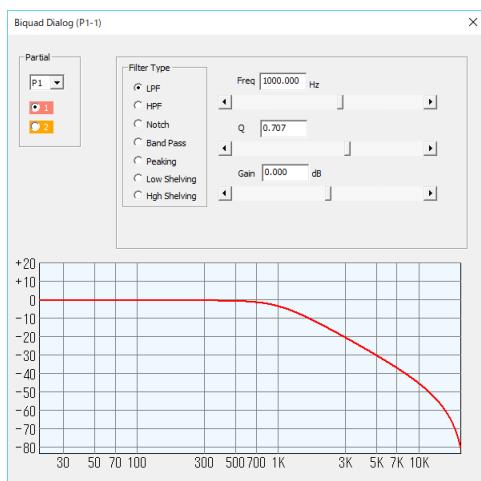 Biquad Dialog (P1-1)
Partial
P1
1
2
Filter Type
LPF
HPF
Notch
Band Pass
Peaking
Low Shelving
Hgh Shelving
Freq 1000.000 Hz
Q 0.707
Gain 0.000 dB
+20
+10
0
-10
-20
-30
-40
-50
-60
-70
-80
30 50 70 100 300 500 700 1K 3K 5K 7K 10K